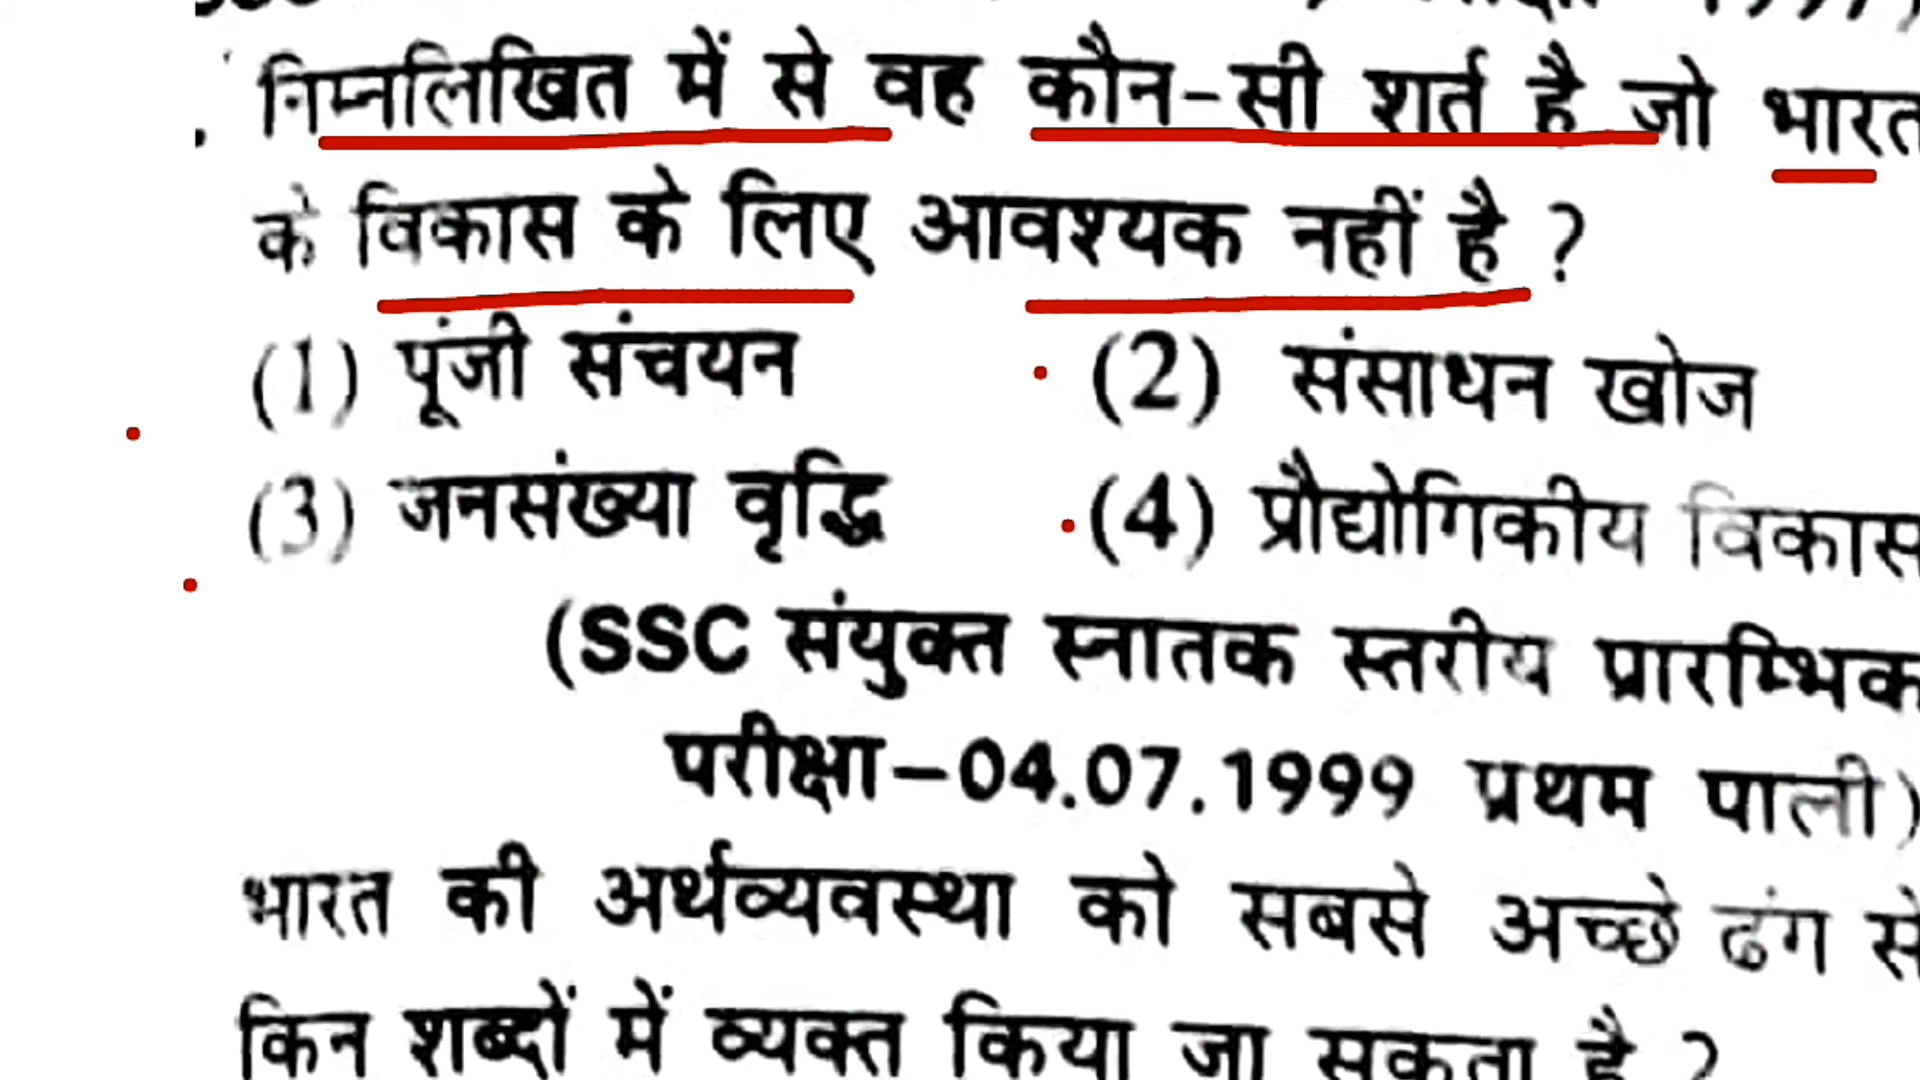 निम्नलिखित में से वह कौन-सी शर्त है जो भारत
के विकास के लिए आवश्यक नहीं है ?
(1) पूंजी संचयन (2) संसाधन खोज
(3) जनसंख्या वृद्धि (4) प्रौद्योगिकीय विकास
(SSC संयुक्त स्नातक स्तरीय प्रारम्भिक
परीक्षा-04.07.1999 प्रथम पाली)
भारत की अर्थव्यवस्था को सबसे अच्छे ढंग से
किन शब्दों में व्यक्त किया जा सकता है ?